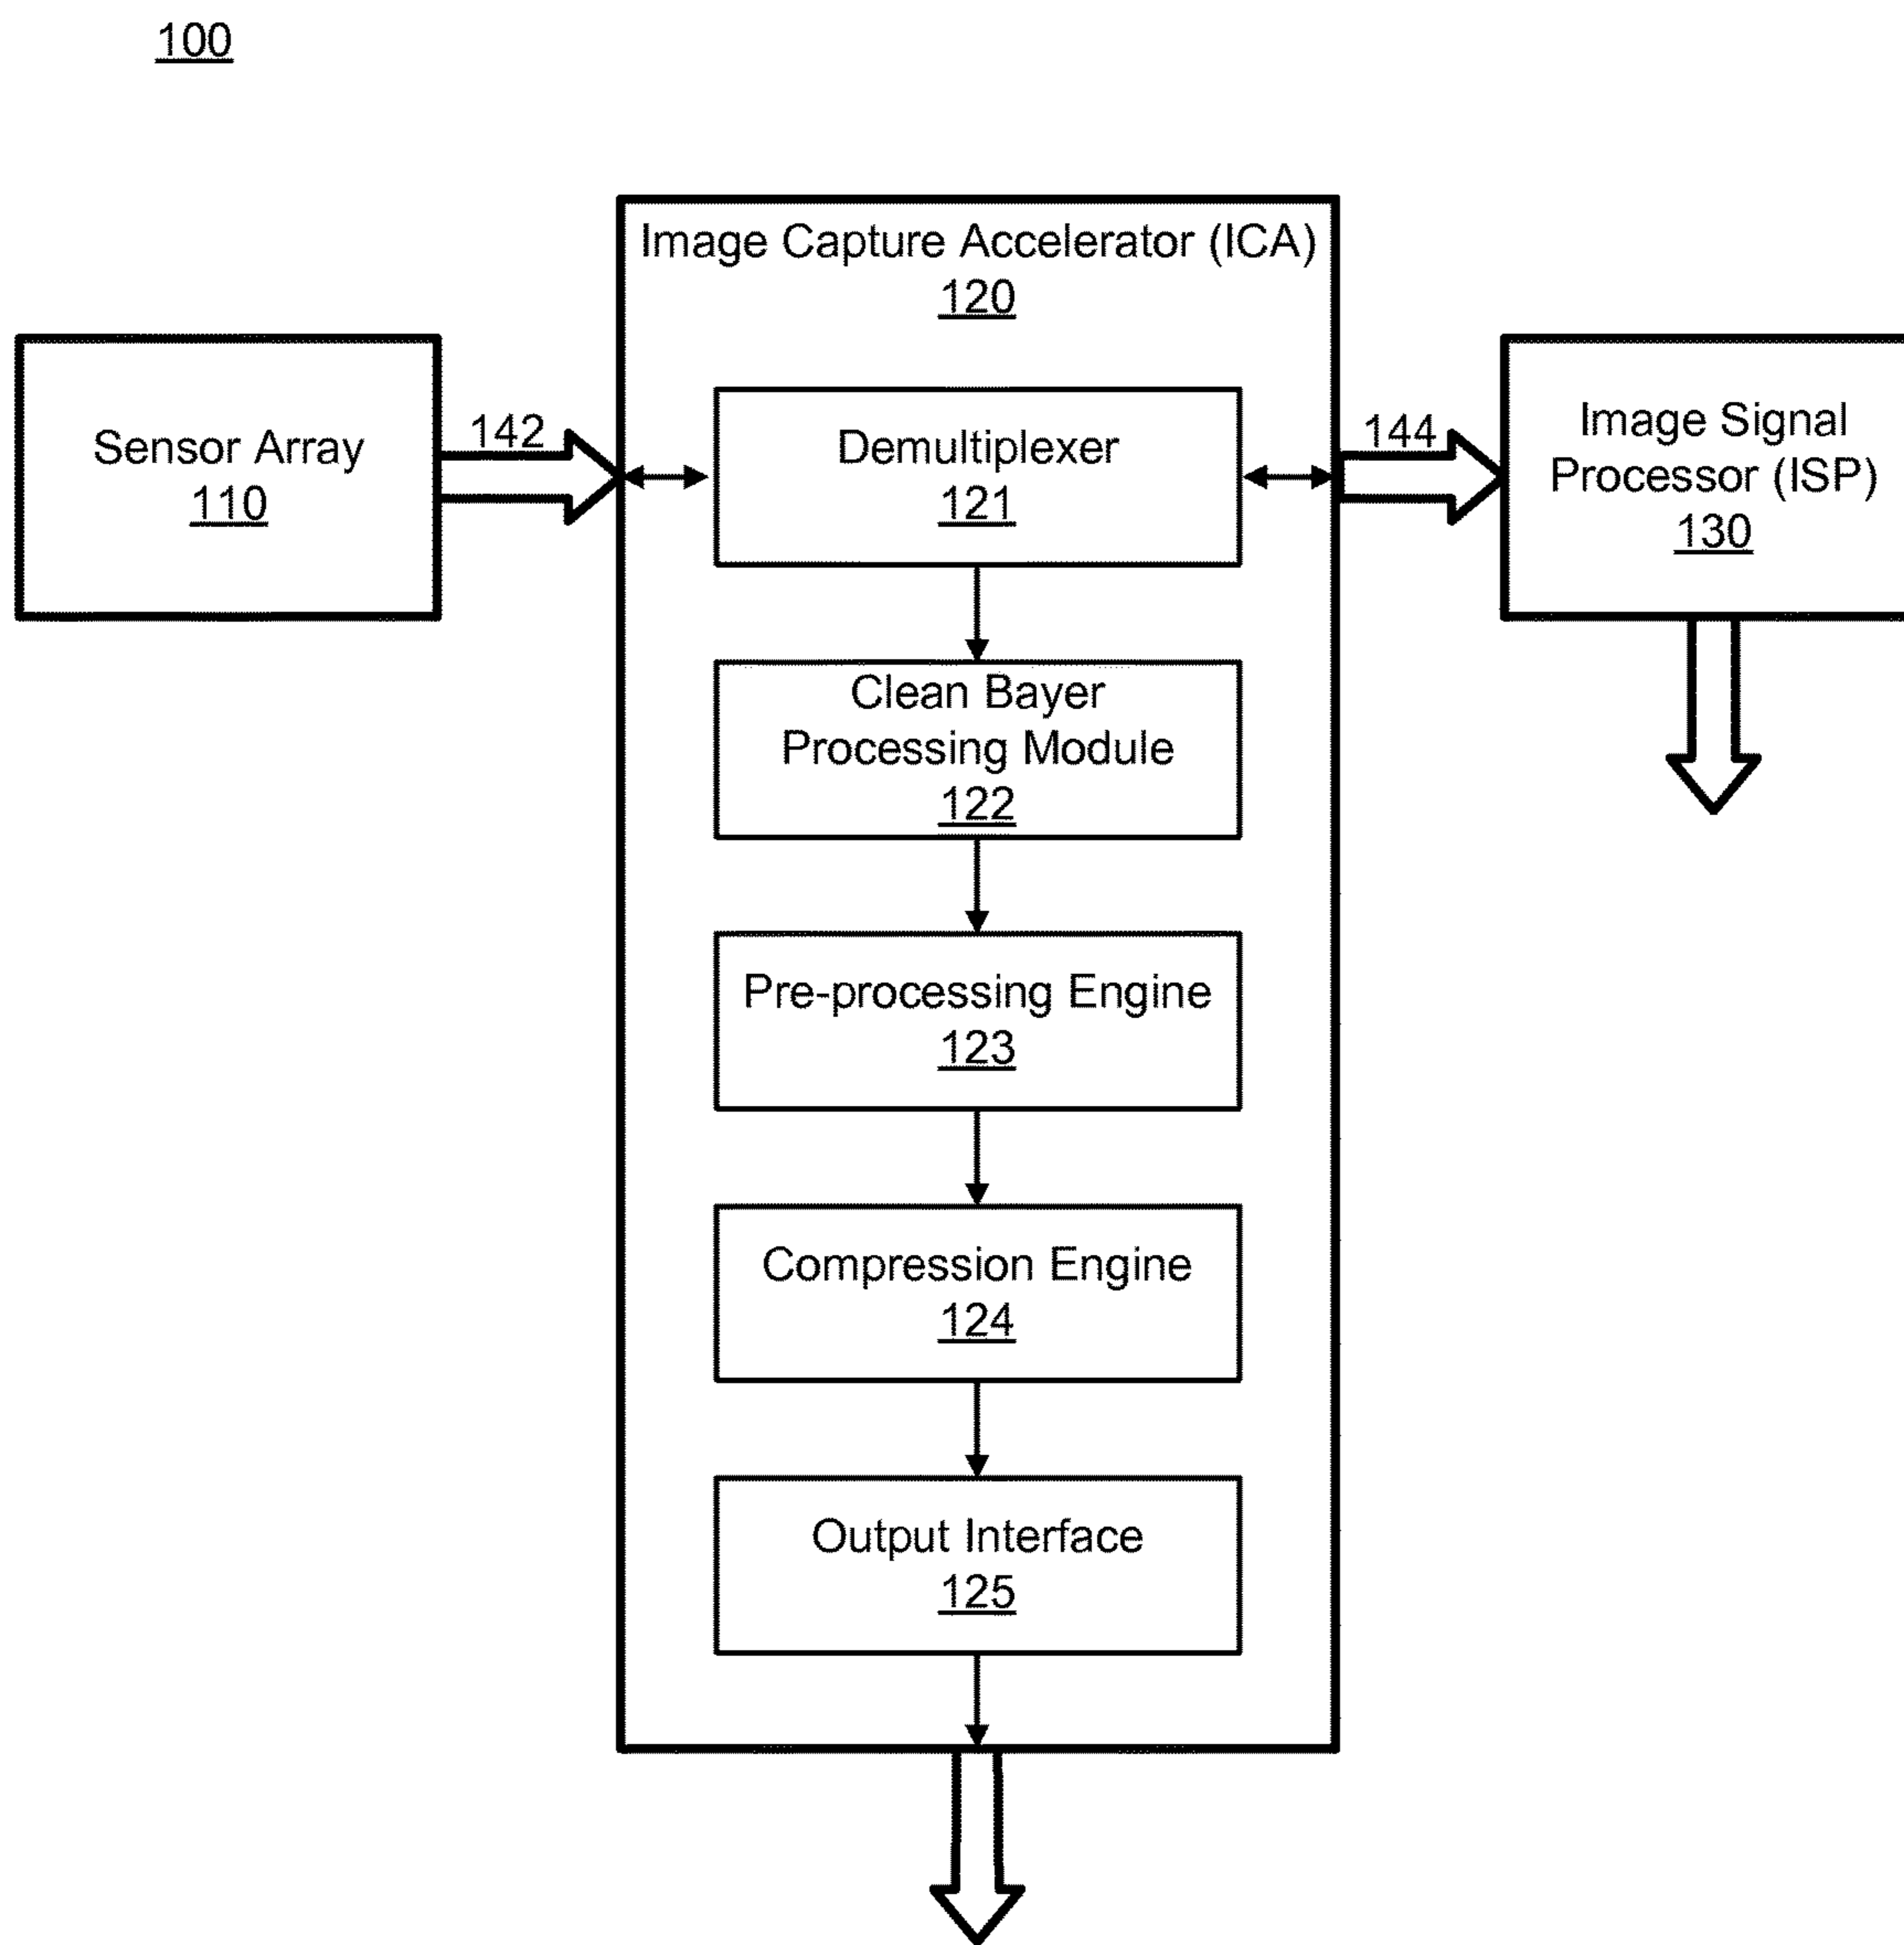 100
Image Capture Accelerator (ICA)
120
Sensor Array
110
142
Demultiplexer
121
144
Image Signal
Processor (ISP)
130
Clean Bayer
Processing Module
122
Pre-processing Engine
123
Compression Engine
124
Output Interface
125